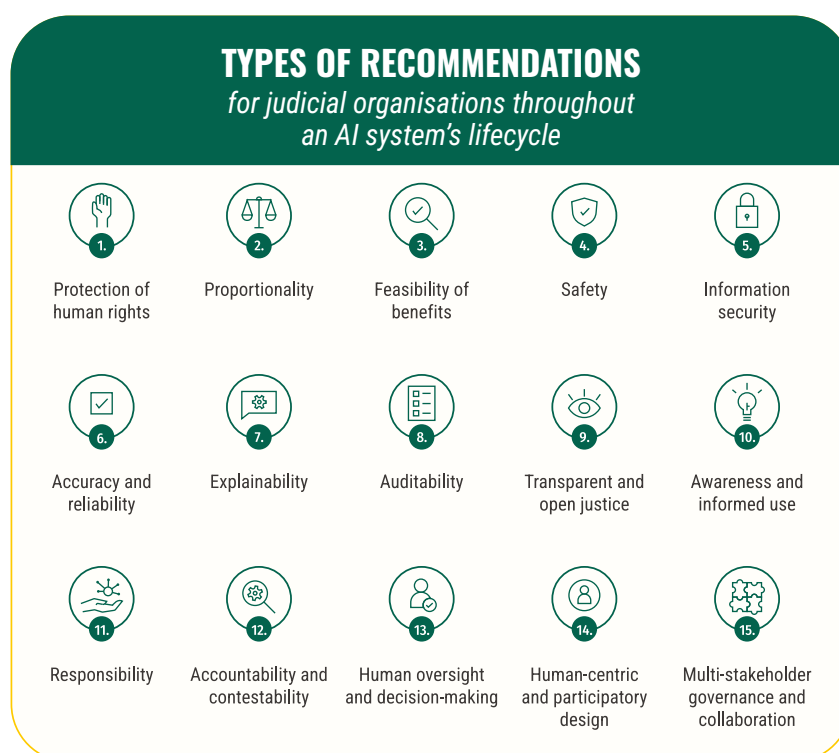 TYPES OF RECOMMENDATIONS
for judicial organisations throughout
an AI system's lifecycle
1.
Protection of
human rights
2.
Proportionality
3.
Feasibility of
benefits
4.
Safety
5.
Information
security
6.
Accuracy and
reliability
7.
Explainability
8.
Auditability
9.
Transparent and
open justice
10.
Awareness and
informed use
11.
Responsibility
12.
Accountability and
contestability
13.
Human oversight
and decision-making
14.
Human-centric
and participatory
design
15.
Multi-stakeholder
governance and
collaboration